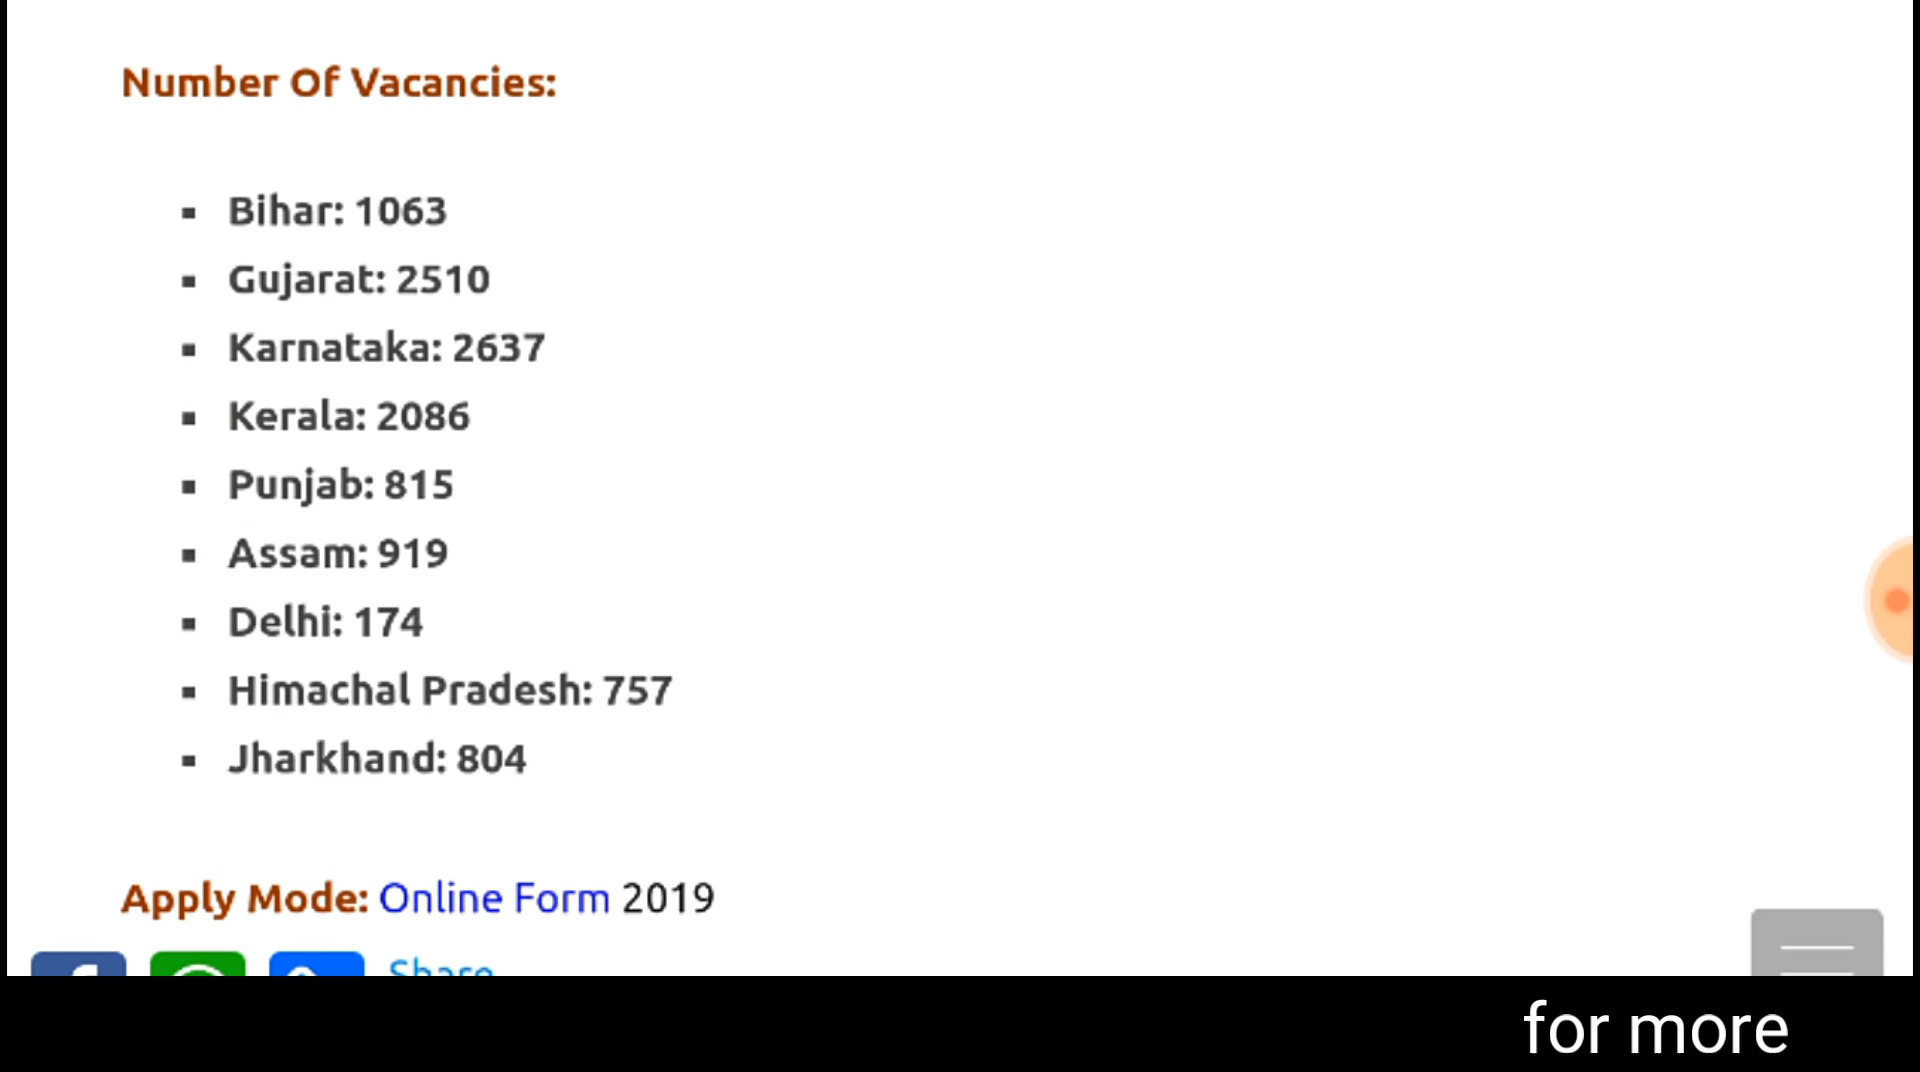 Number Of Vacancies:
Bihar: 1063
Gujarat: 2510
Karnataka: 2637
Kerala: 2086
Punjab: 815
Assam: 919
Delhi: 174
Himachal Pradesh: 757
Jharkhand: 804
Apply Mode: Online Form 2019
Share
for more